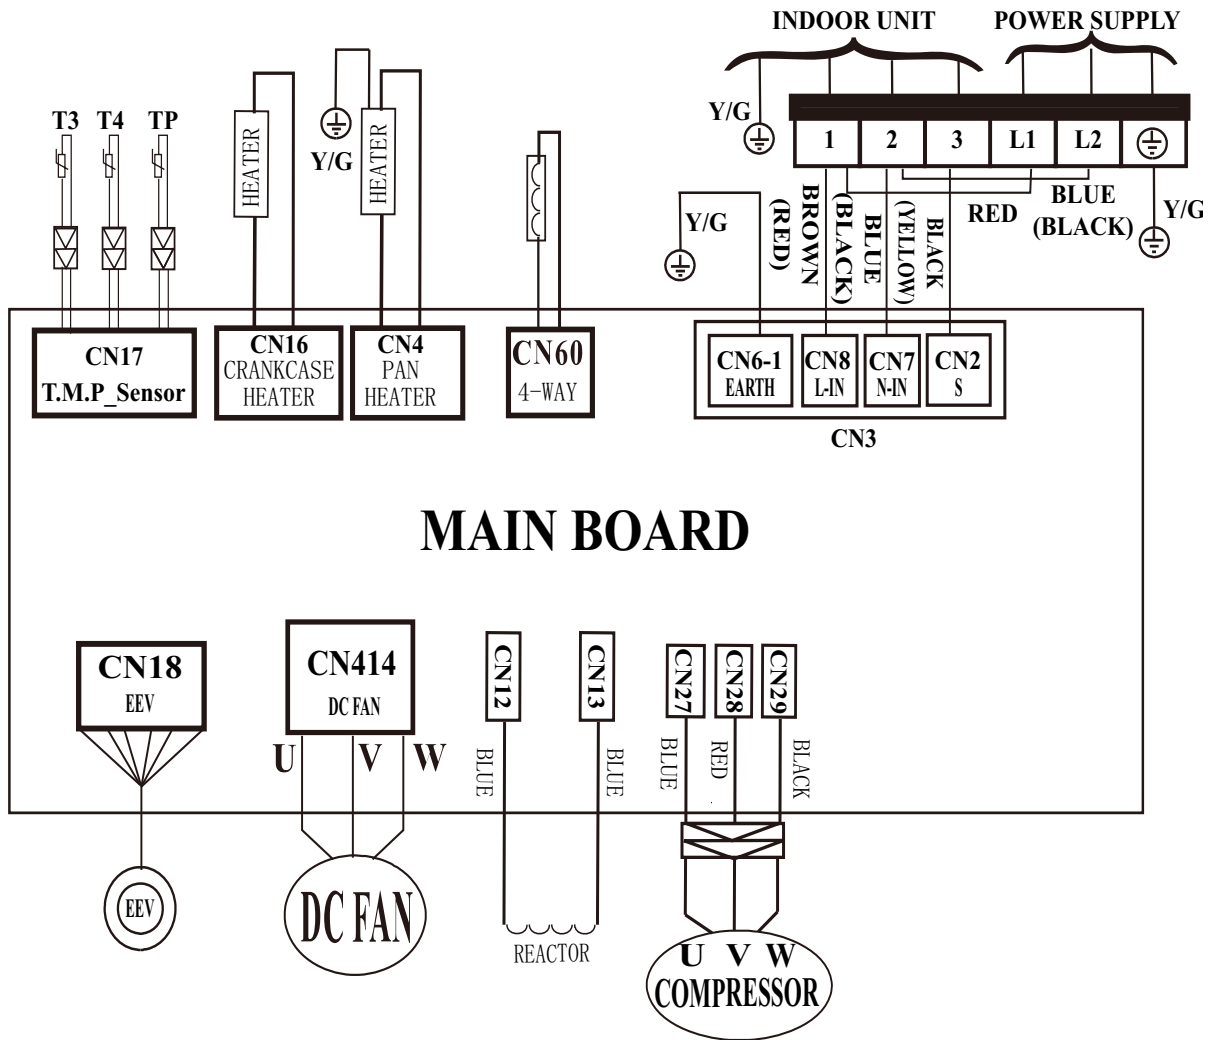 INDOOR UNIT
POWER SUPPLY
Y/G
1
2
3
L1
L2
T3
T4
TP
HEATER
Y/G
HEATER
Y/G
BROWN
(RED)
BLUE
(BLACK)
BLACK
(YELLOW)
RED
BLUE
(BLACK)
Y/G
CN17
T.M.P_Sensor
CN16
CRANKCASE
HEATER
CN4
PAN
HEATER
CN60
4-WAY
CN6-1
EARTH
CN8
L-IN
CN7
N-IN
CN2
S
CN3
MAIN BOARD
CN18
EEV
CN414
DC FAN
U
V
W
CN12
BLUE
CN13
BLUE
CN27
BLUE
CN28
RED
CN29
BLACK
EEV
DC FAN
REACTOR
U V W
COMPRESSOR